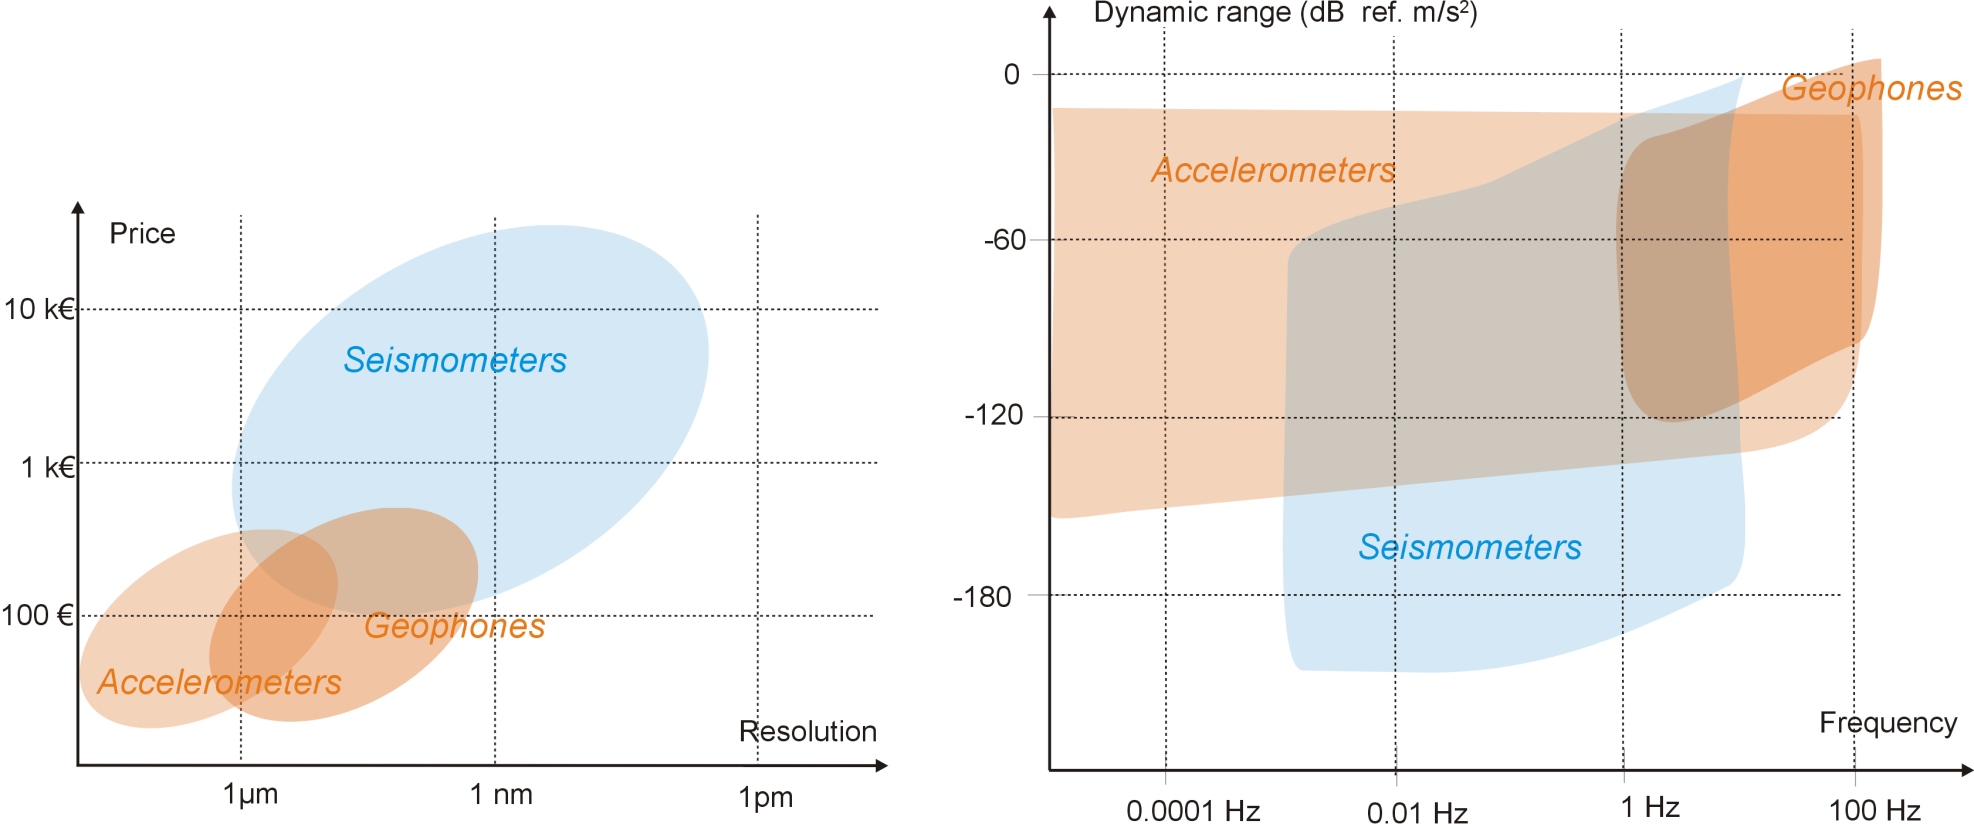 Price
10 k€
Seismometers
1 k€
100 €
Geophones
Accelerometers
Resolution
1µm
1 nm
1pm
Dynamic range (dB  ref. m/s²)
0
Geophones
Accelerometers
-60
-120
Seismometers
-180
Frequency
0.0001 Hz
0.01 Hz
1 Hz
100 Hz